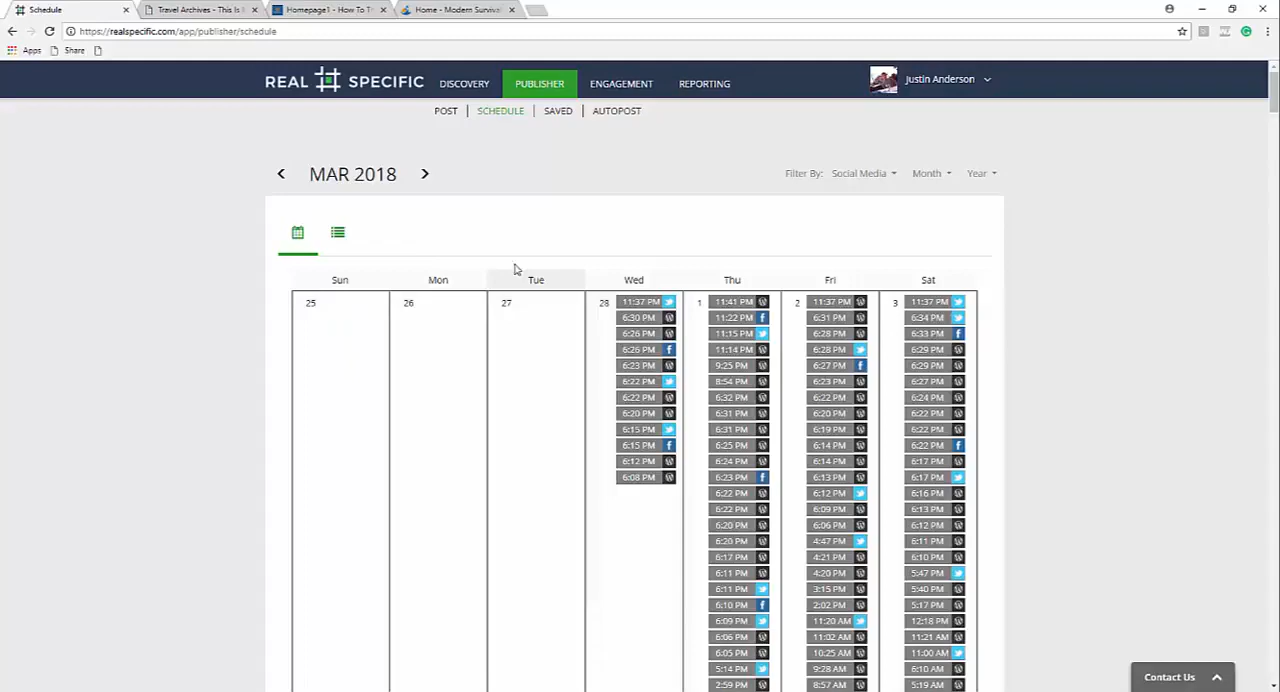 Schedule
Travel Archives - This Is
Homepage1 - How To T
Home - Modern Surviva
https://realspecific.com/app/publisher/schedule
Apps Share
REAL SPECIFIC DISCOVERY PUBLISHER ENGAGEMENT REPORTING Justin Anderson
POST | SCHEDULE | SAVED | AUTOPOST
MAR 2018
Filter By: Social Media Month Year
Sun Mon Tue Wed Thu Fri Sat
25 26 27 28 11:37 PM 1 11:41 PM 2 11:37 PM 3 11:37 PM
6:30 PM 11:22 PM 6:31 PM 6:34 PM
6:26 PM 11:15 PM 6:28 PM 6:33 PM
6:26 PM 11:14 PM 6:28 PM 6:29 PM
6:23 PM 9:25 PM 6:27 PM 6:29 PM
6:22 PM 8:54 PM 6:23 PM 6:27 PM
6:22 PM 6:32 PM 6:22 PM 6:24 PM
6:20 PM 6:31 PM 6:20 PM 6:22 PM
6:15 PM 6:31 PM 6:19 PM 6:22 PM
6:15 PM 6:25 PM 6:14 PM 6:22 PM
6:12 PM 6:24 PM 6:14 PM 6:17 PM
6:08 PM 6:23 PM 6:13 PM 6:17 PM
6:22 PM 6:12 PM 6:16 PM
6:22 PM 6:09 PM 6:13 PM
6:20 PM 6:06 PM 6:12 PM
6:20 PM 4:47 PM 6:11 PM
6:17 PM 4:21 PM 6:10 PM
6:11 PM 4:20 PM 5:47 PM
6:11 PM 3:15 PM 5:40 PM
6:10 PM 2:02 PM 5:17 PM
6:09 PM 11:20 AM 12:18 PM
6:06 PM 11:02 AM 11:21 AM
6:05 PM 10:25 AM 11:00 AM
5:14 PM 9:28 AM 6:10 AM
2:59 PM 8:57 AM 5:19 AM
Contact Us